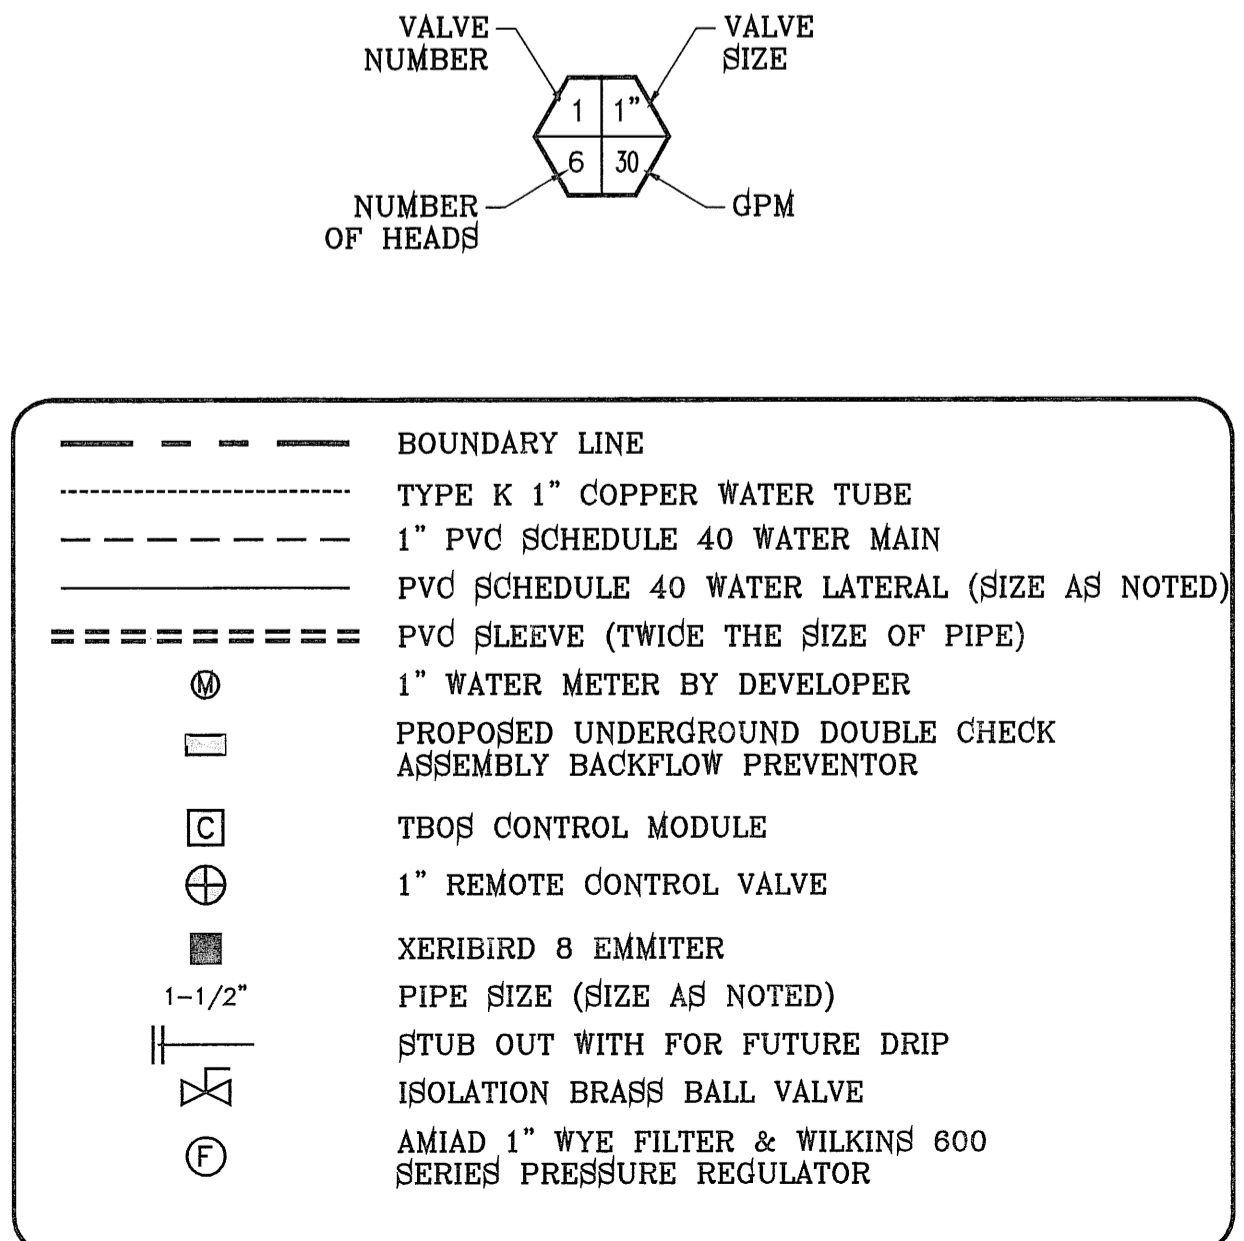 VALVE
NUMBER
VALVE
SIZE
1
1"
6
30
NUMBER
OF HEADS
GPM
BOUNDARY LINE
TYPE K 1" COPPER WATER TUBE
1" PVC SCHEDULE 40 WATER MAIN
PVC SCHEDULE 40 WATER LATERAL (SIZE AS NOTED)
PVC SLEEVE (TWICE THE SIZE OF PIPE)
M
1" WATER METER BY DEVELOPER
PROPOSED UNDERGROUND DOUBLE CHECK
ASSEMBLY BACKFLOW PREVENTOR
C
TBOS CONTROL MODULE
1" REMOTE CONTROL VALVE
XERIBIRD 8 EMMITER
1-1/2"
PIPE SIZE (SIZE AS NOTED)
STUB OUT WITH FOR FUTURE DRIP
ISOLATION BRASS BALL VALVE
F
AMIAD 1" WYE FILTER & WILKINS 600
SERIES PRESSURE REGULATOR